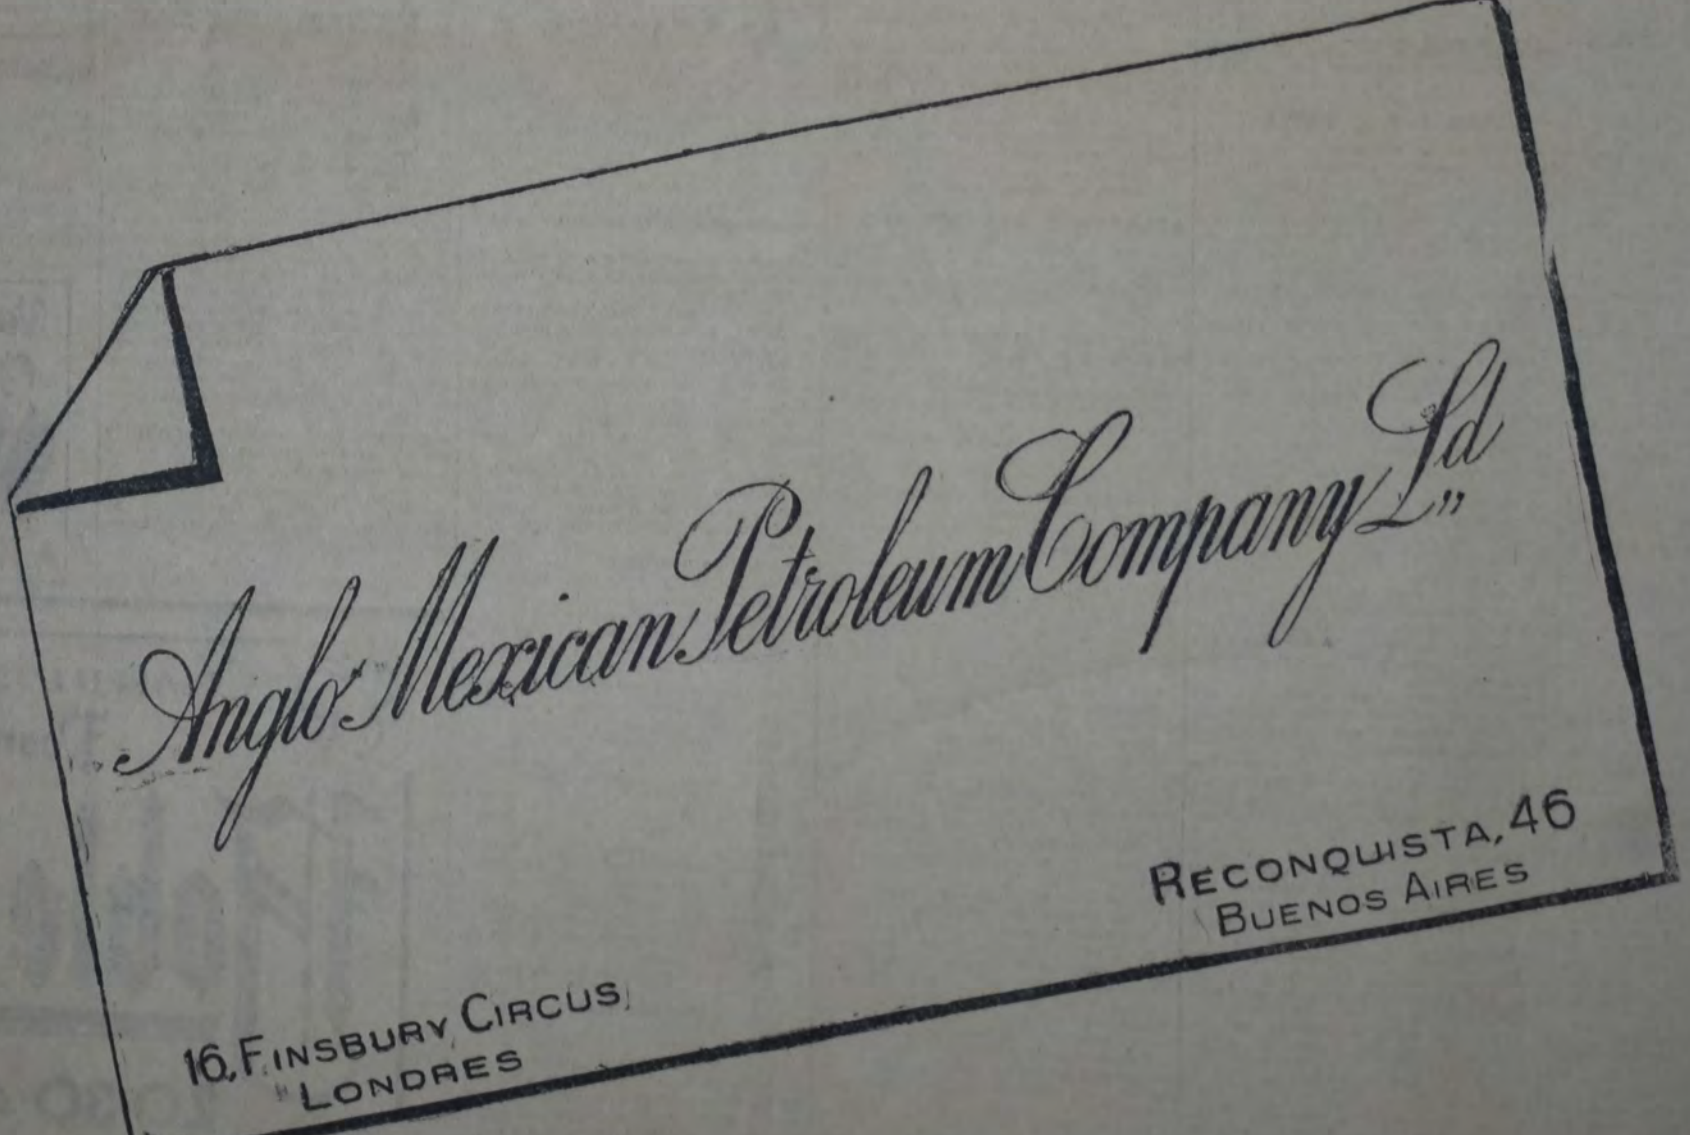 Anglo Mexican Petroleum Company Ld
16, FINSBURY CIRCUS,
LONDRES
RECONQUISTA, 46
BUENOS AIRES